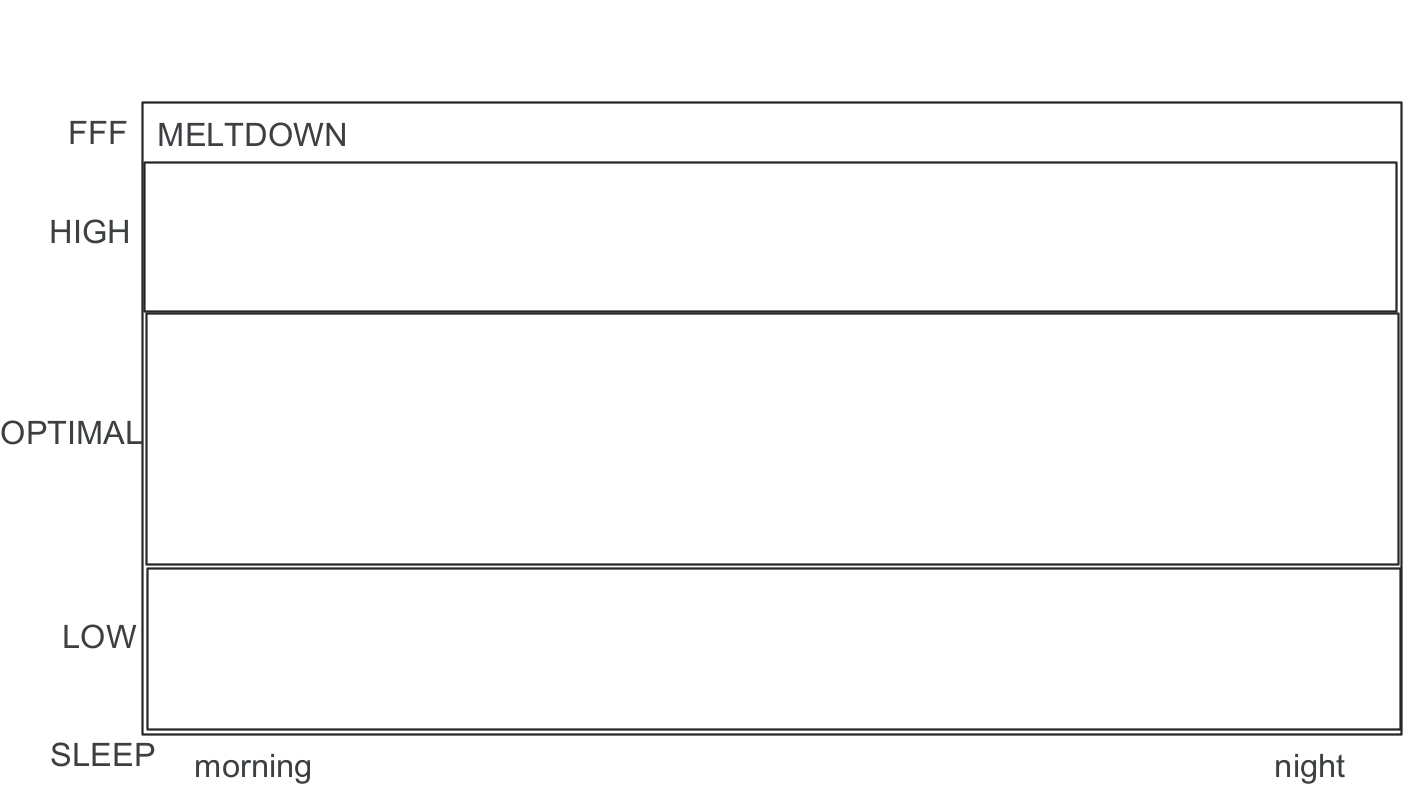 FFF MELTDOWN
HIGH
OPTIMAL
LOW
SLEEP morning night